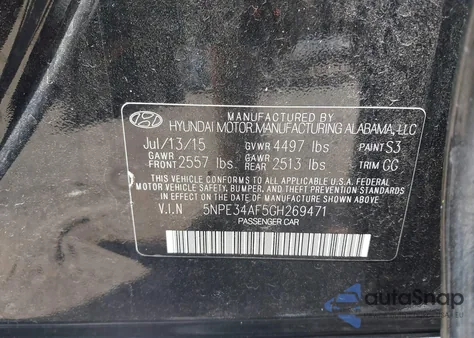 MANUFACTURED BY
HYUNDAI MOTOR MANUFACTURING ALABAMA, LLC
Jul/13/15 GVWR 4497 lbs PAINT S3
GAWR FRONT 2557 lbs GAWR REAR 2513 lbs TRIM GG
THIS VEHICLE CONFORMS TO ALL APPLICABLE U.S.A FEDERAL
MOTOR VEHICLE SAFETY, BUMPER, AND THEFT PREVENTION
STANDARDS IN EFFECT ON THE DATE OF MANUFACTURE SHOWN ABOVE.
V.I.N 5NPE34AF5GH269471
PASSENGER CAR
autoSnap